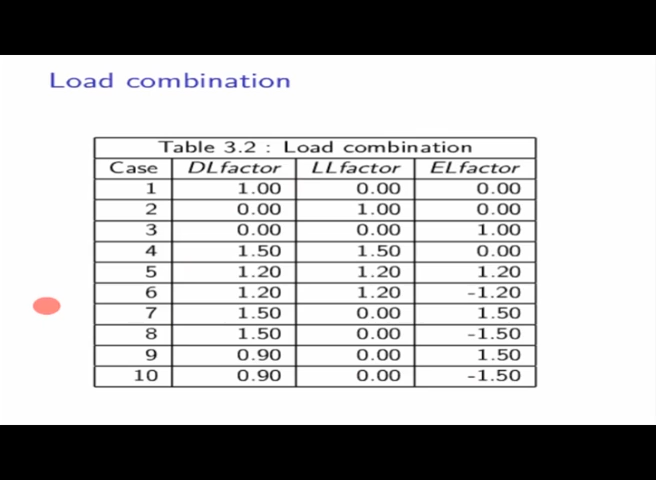 Load combination
Table 3.2 : Load combination
Case DLfactor LLfactor ELfactor
1 1.00 0.00 0.00
2 0.00 1.00 0.00
3 0.00 0.00 1.00
4 1.50 1.50 0.00
5 1.20 1.20 1.20
6 1.20 1.20 -1.20
7 1.50 0.00 1.50
8 1.50 0.00 -1.50
9 0.90 0.00 1.50
10 0.90 0.00 -1.50